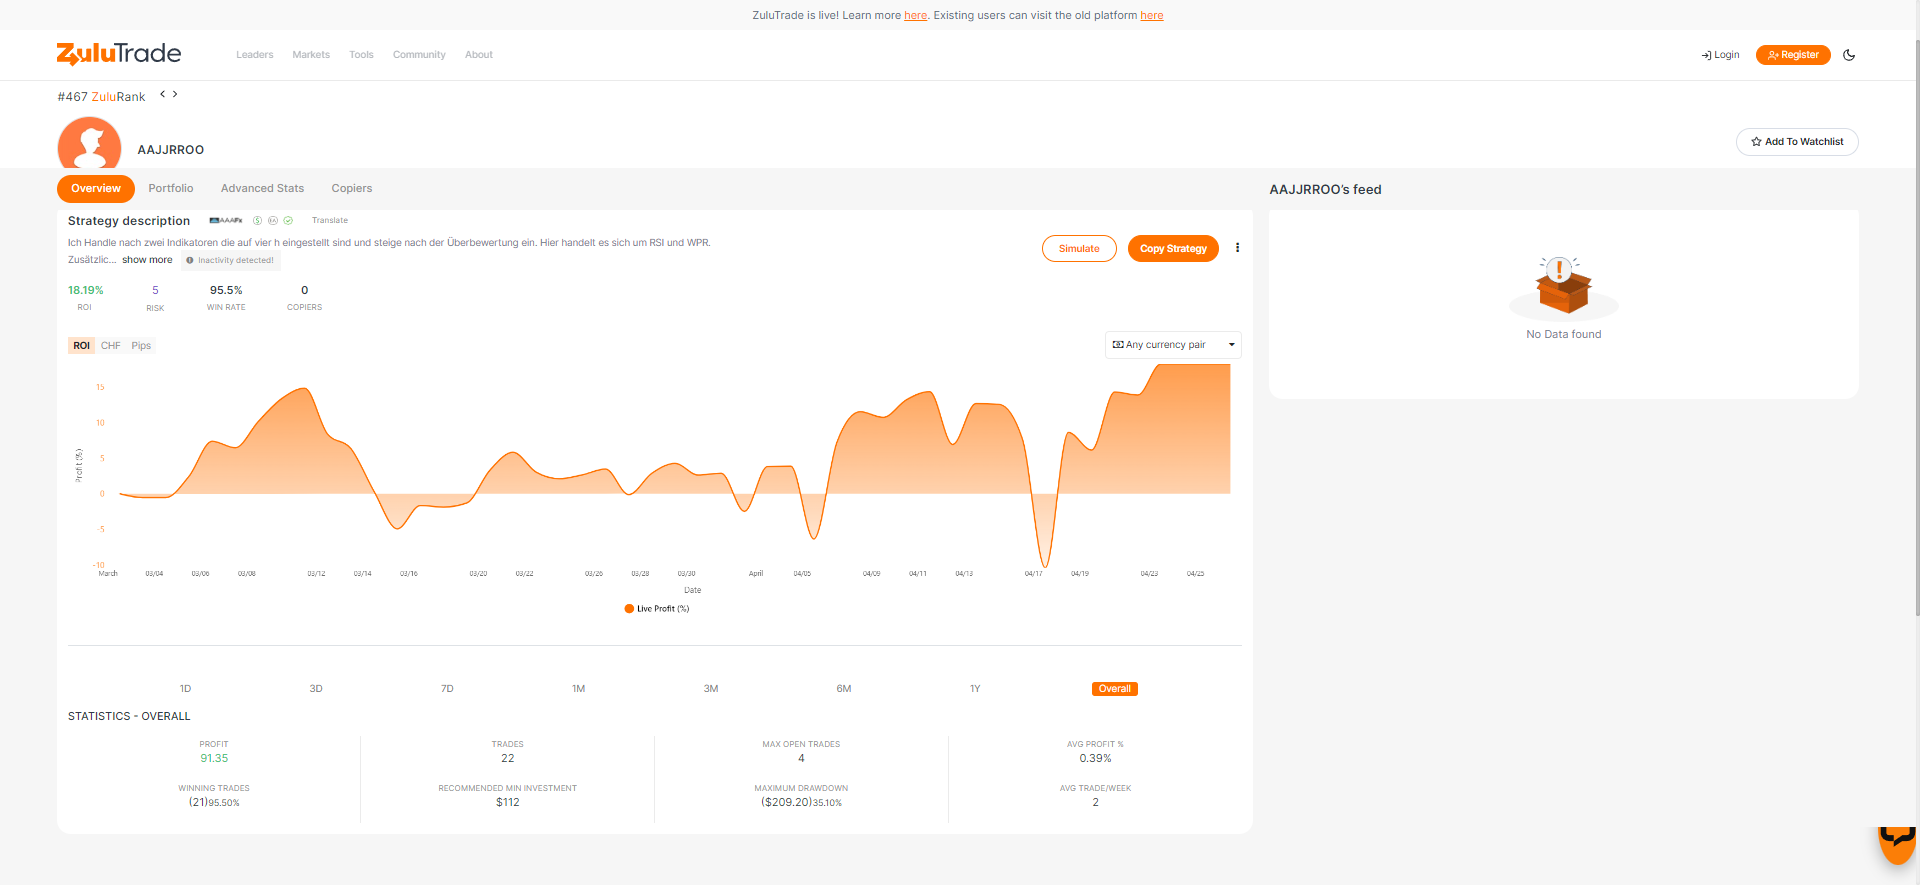 ZuluTrade is live! Learn more here. Existing users can visit the old platform here
ZuluTrade
Leaders Markets Tools Community About
Login Register
#467 ZuluRank < >
AAJJRROO
Add To Watchlist
Overview Portfolio Advanced Stats Copiers
AAJJRROO's feed
Strategy description AAAFx Translate
Ich Handle nach zwei Indikatoren die auf vier h eingestellt sind und steige nach der Überbewertung ein. Hier handelt es sich um RSI und WPR.
Zusätzlic... show more Inactivity detected!
Simulate Copy Strategy
18.19% 5 95.5% 0
ROI RISK WIN RATE COPIERS
No Data found
ROI CHF Pips
Any currency pair
15
10
5
0
-5
-10
Profit (%)
March 03/04 03/06 03/08 03/12 03/14 03/16 03/20 03/22 03/26 03/28 03/30 April 04/05 04/09 04/11 04/13 04/17 04/19 04/23 04/25
Date
Live Profit (%)
1D 3D 7D 1M 3M 6M 1Y Overall
STATISTICS - OVERALL
PROFIT TRADES MAX OPEN TRADES AVG PROFIT %
91.35 22 4 0.39%
WINNING TRADES RECOMMENDED MIN INVESTMENT MAXIMUM DRAWDOWN AVG TRADE/WEEK
(21)95.50% $112 ($209.20)35.10% 2